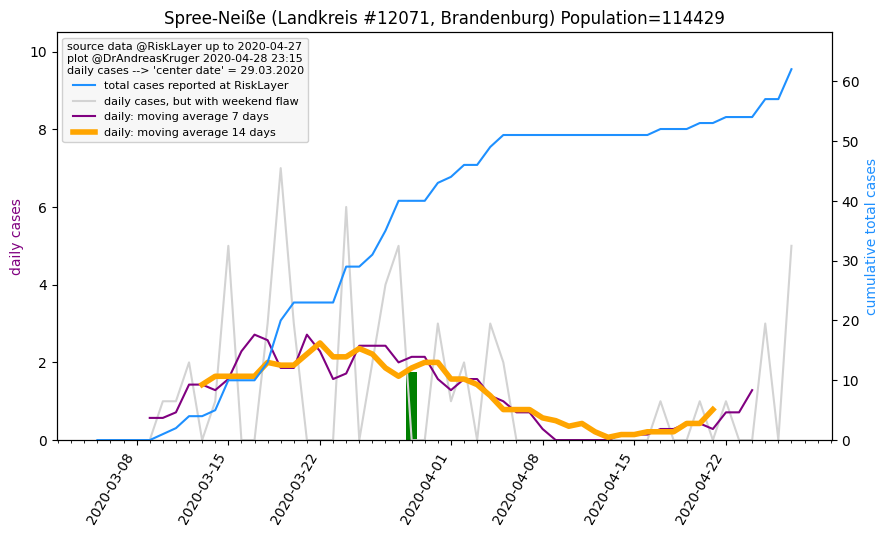 Spree-Neiße (Landkreis #12071, Brandenburg) Population=114429
source data @RiskLayer up to 2020-04-27
plot @DrAndreasKruger 2020-04-28 23:15
daily cases --> 'center date' = 29.03.2020
total cases reported at RiskLayer
daily cases, but with weekend flaw
daily: moving average 7 days
daily: moving average 14 days
daily cases
10
8
6
4
2
0
cumulative total cases
60
50
40
30
20
10
0
2020-03-08
2020-03-15
2020-03-22
2020-04-01
2020-04-08
2020-04-15
2020-04-22